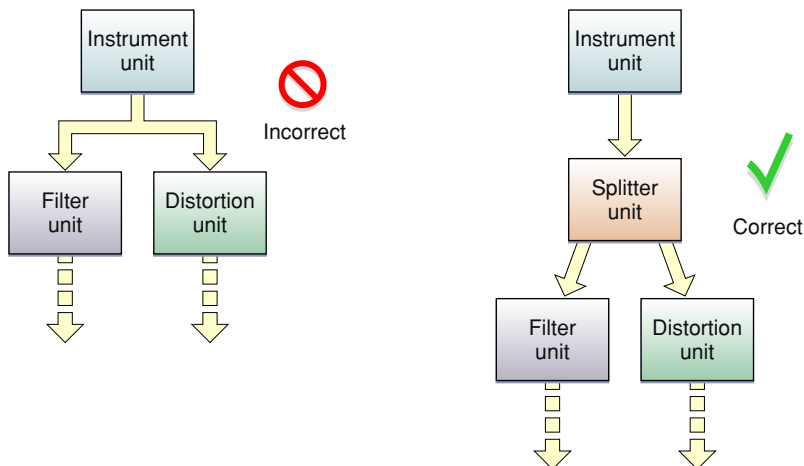 Instrument
unit
Incorrect
Filter
unit
Distortion
unit
Instrument
unit
Splitter
unit
Correct
Filter
unit
Distortion
unit